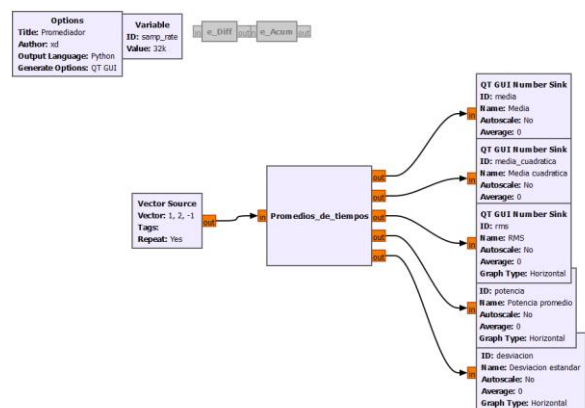 Options
Title: Promediador
Author: xd
Output Language: Python
Generate Options: QT GUI
Variable
ID: samp_rate
Value: 32k
in
e_Diff
out
in
e_Acum
out
Vector Source
Vector: 1, 2, -1
Tags:
Repeat: Yes
out
in
Promedios_de_tiempos
out
out
out
out
out
in
QT GUI Number Sink
ID: media
Name: Media
Autoscale: No
Average: 0
in
QT GUI Number Sink
ID: media_cuadratica
Name: Media cuadratica
Autoscale: No
Average: 0
in
QT GUI Number Sink
ID: rms
Name: RMS
Autoscale: No
Average: 0
Graph Type: Horizontal
in
ID: potencia
Name: Potencia promedio
Autoscale: No
Average: 0
Graph Type: Horizontal
in
ID: desviacion
Name: Desviacion estandar
Autoscale: No
Average: 0
Graph Type: Horizontal